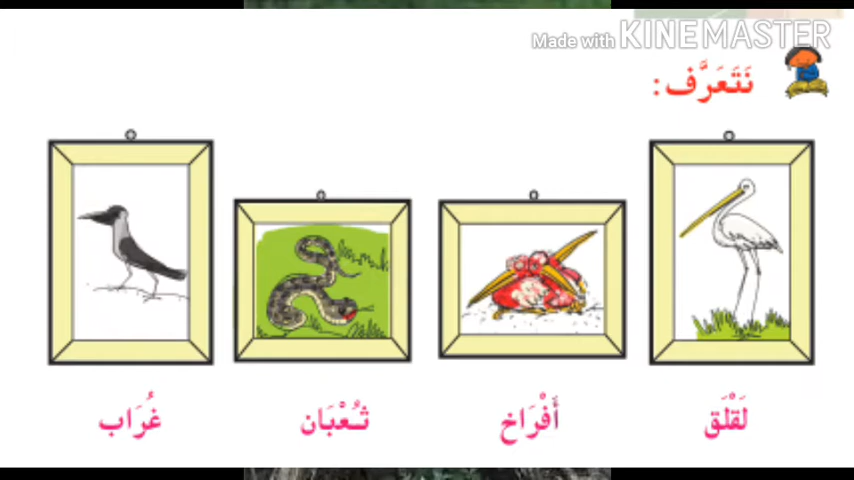 Made with KINEMASTER
نَتَعَرَّف:
لَقْلَق
أَفْرَاخ
ثُعْبَان
غُرَاب